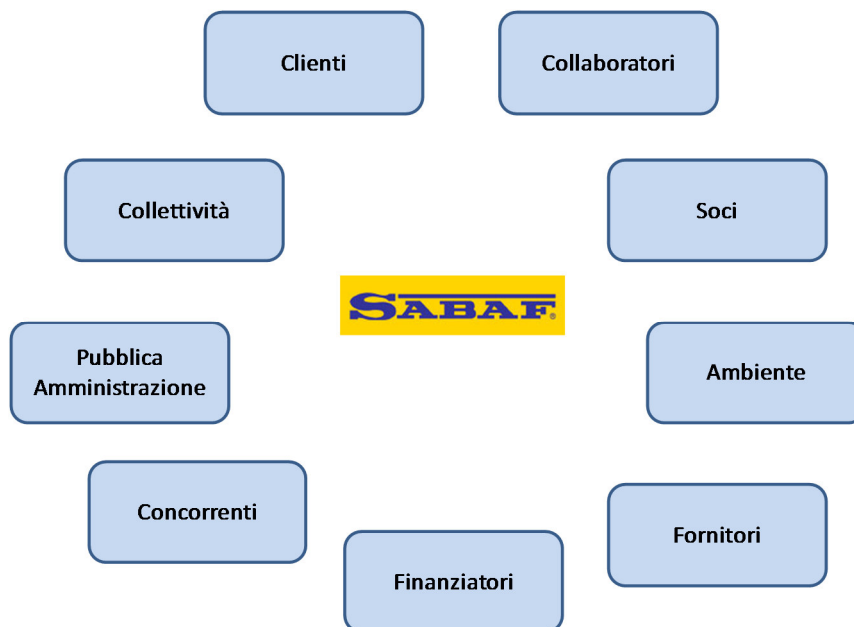 Clienti
Collaboratori
Collettività
Soci
SABAF®
Pubblica
Amministrazione
Ambiente
Concorrenti
Fornitori
Finanziatori